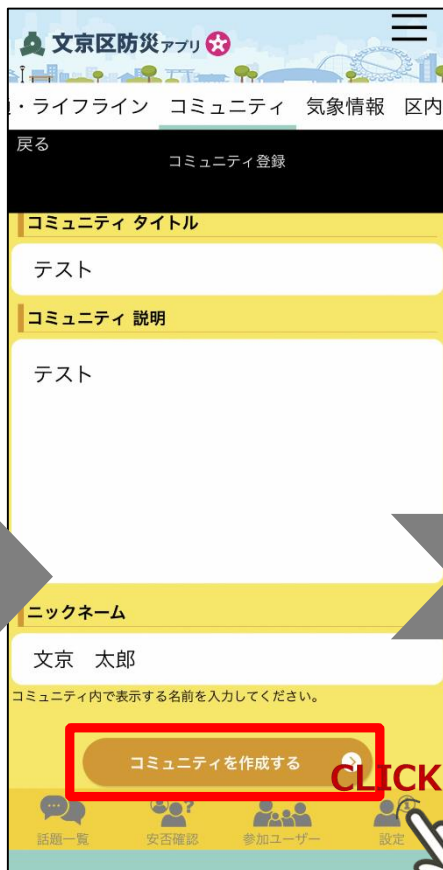 文京区防災アプリ
・ライフライン コミュニティ 気象情報 区内
戻る
コミュニティ登録
コミュニティ タイトル
テスト
コミュニティ 説明
テスト
ニックネーム
文京 太郎
コミュニティ内で表示する名前を入力してください。
コミュニティを作成する
CLICK
話題一覧 安否確認 参加ユーザー 設定